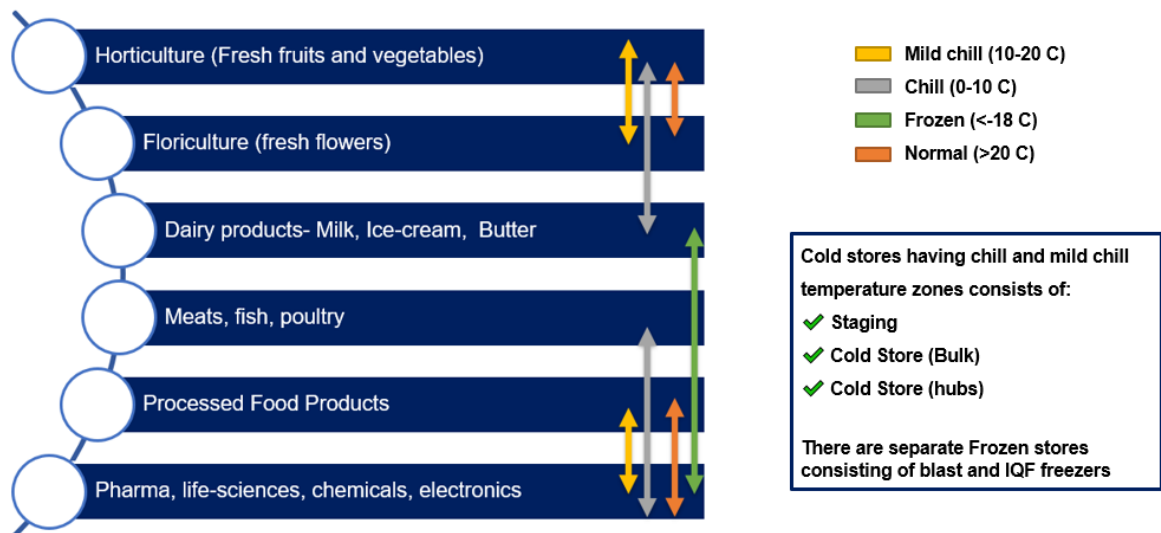 Horticulture (Fresh fruits and vegetables)
Floriculture (fresh flowers)
Dairy products- Milk, Ice-cream, Butter
Meats, fish, poultry
Processed Food Products
Pharma, life-sciences, chemicals, electronics
Mild chill (10-20 C)
Chill (0-10 C)
Frozen (<-18 C)
Normal (>20 C)
Cold stores having chill and mild chill
temperature zones consists of:
Staging
Cold Store (Bulk)
Cold Store (hubs)
There are separate Frozen stores
consisting of blast and IQF freezers